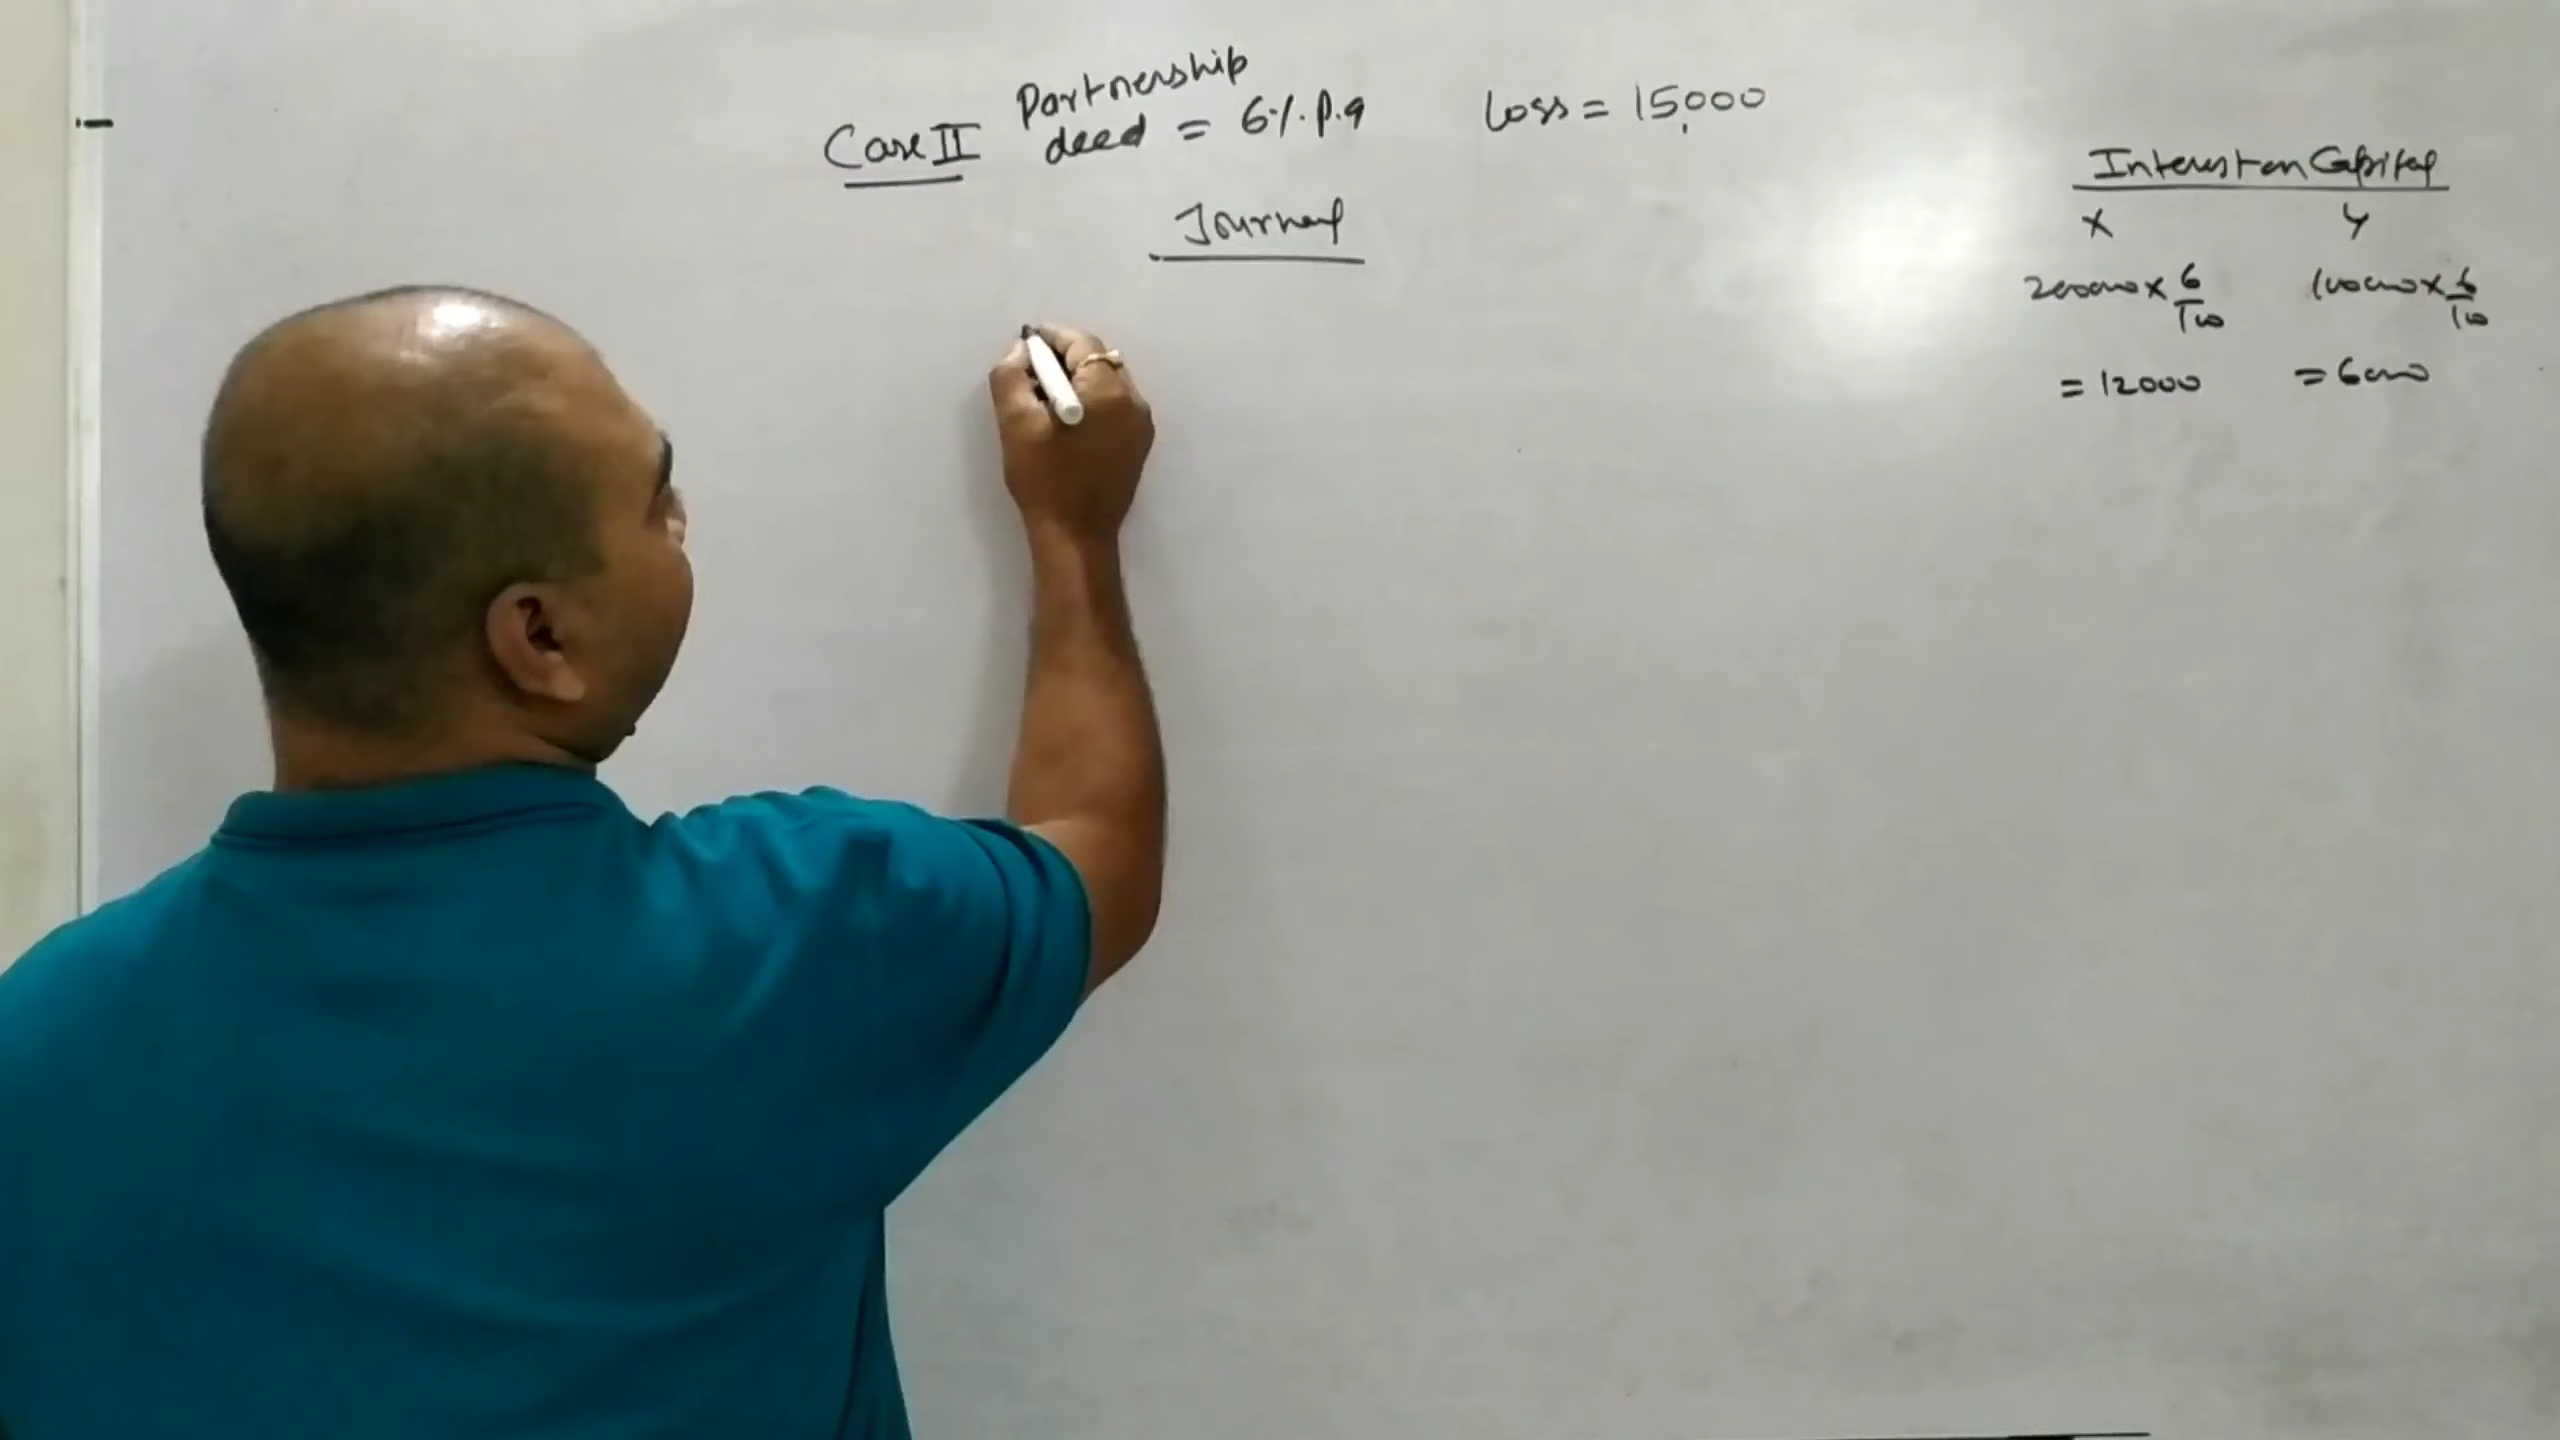 Case II Partnership deed = 6%. P.a
Loss = 15,000
Journal
Interest on Capital
X Y
200000 x 6/100 100000 x 6/100
= 12000 = 6000